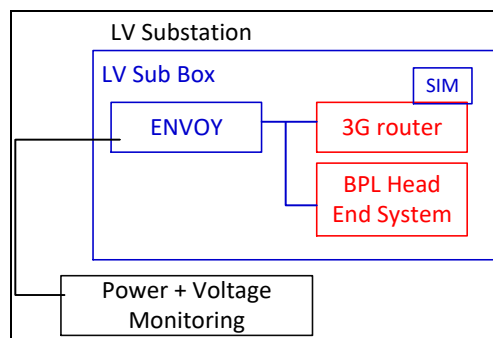 LV Substation
LV Sub Box
SIM
ENVOY
3G router
BPL Head
End System
Power + Voltage
Monitoring